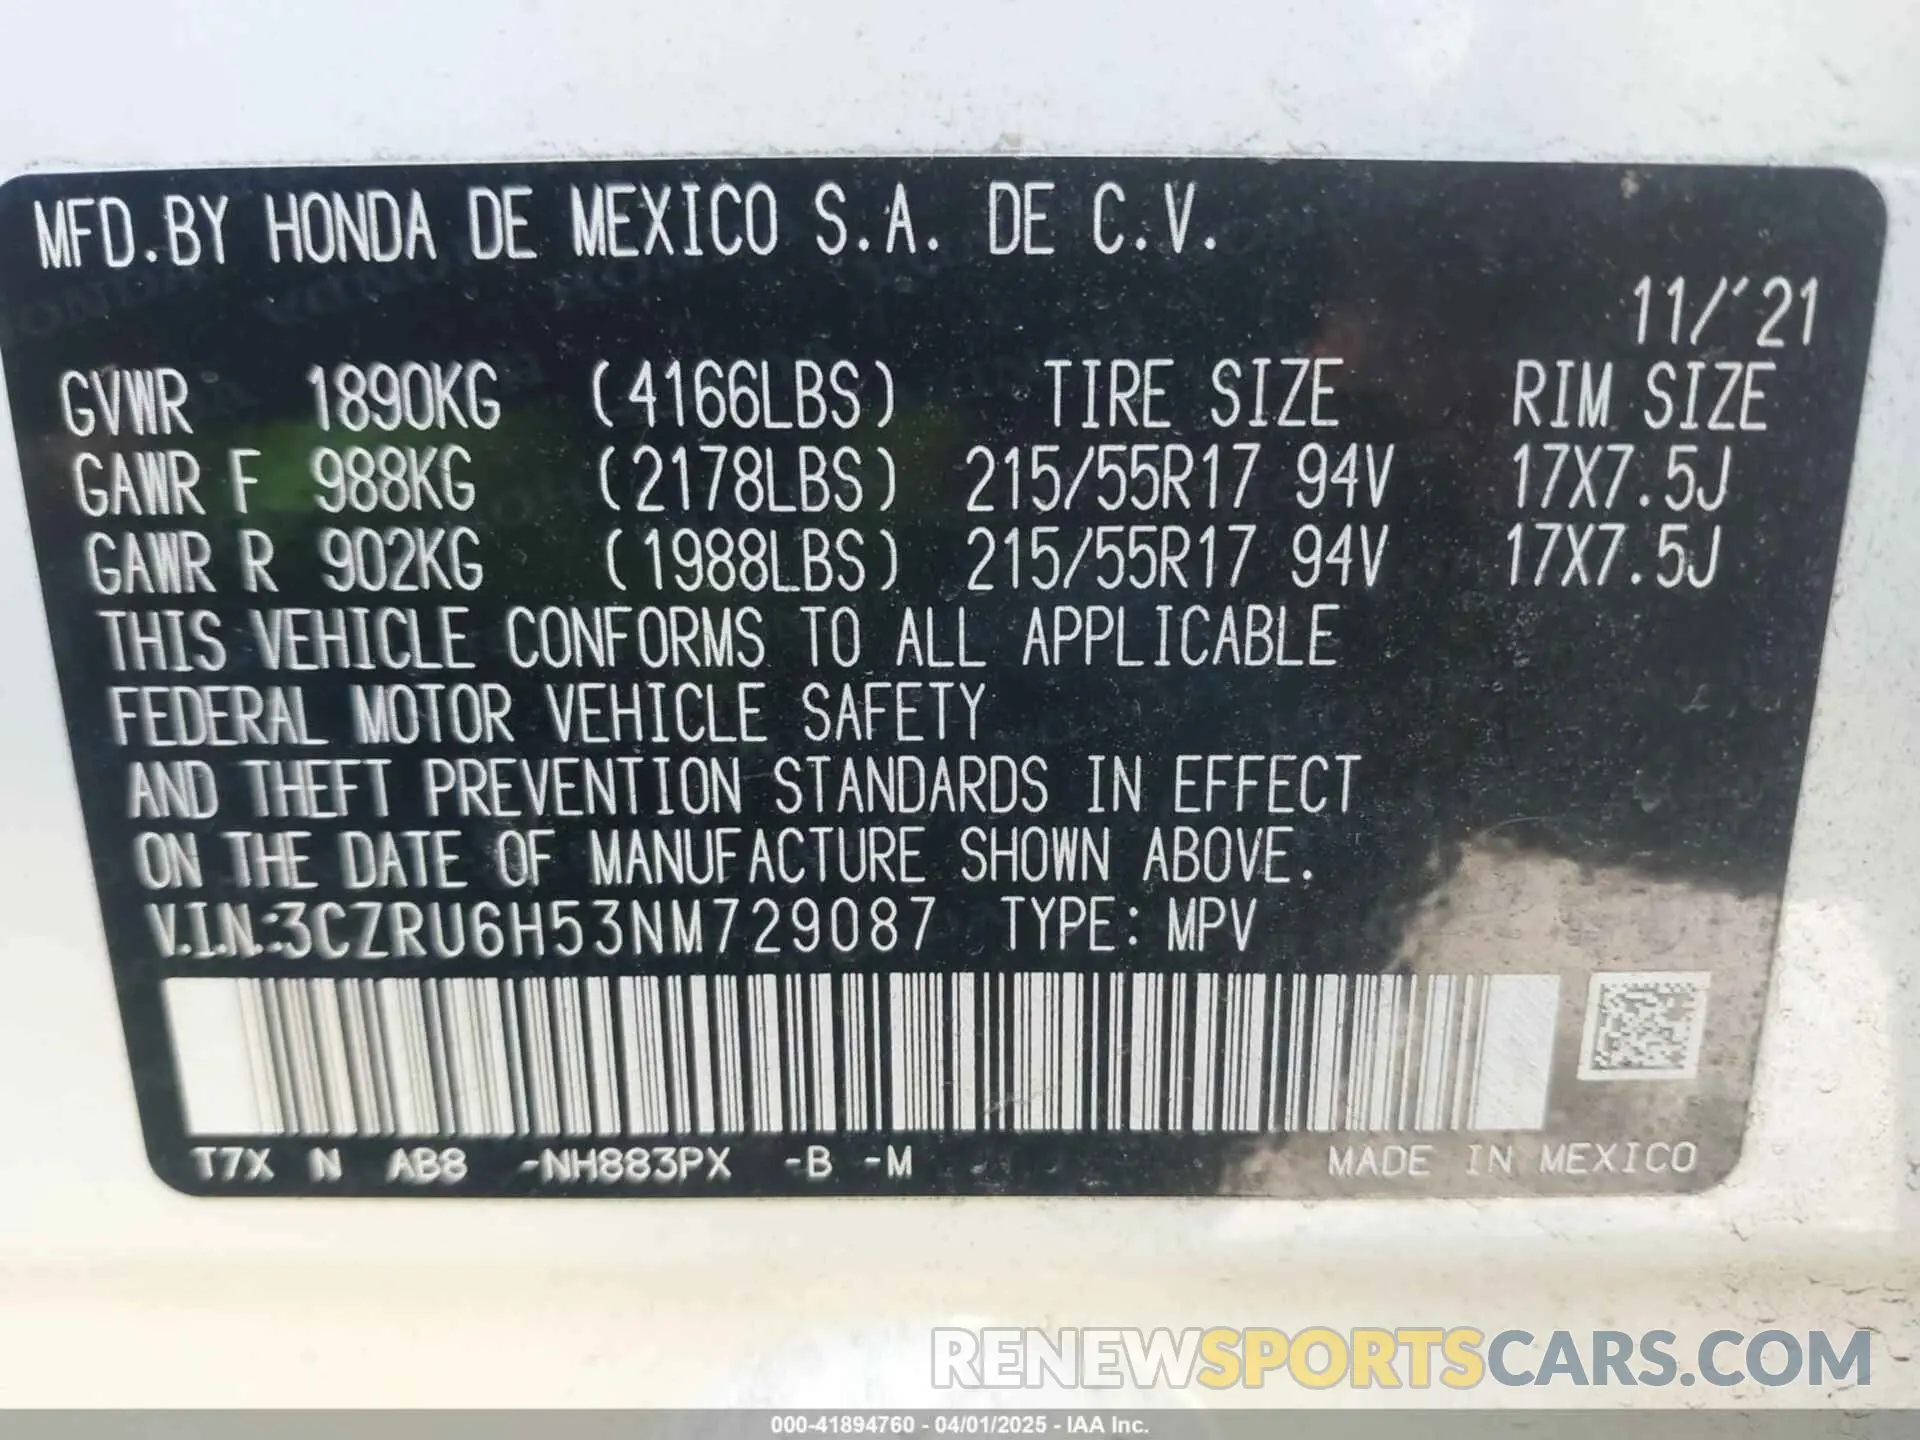 MFD.BY HONDA DE MEXICO S.A. DE C.V.
11/'21
GVWR 1890KG (4166LBS) TIRE SIZE RIM SIZE
GAWR F 988KG (2178LBS) 215/55R17 94V 17X7.5J
GAWR R 902KG (1988LBS) 215/55R17 94V 17X7.5J
THIS VEHICLE CONFORMS TO ALL APPLICABLE
FEDERAL MOTOR VEHICLE SAFETY
AND THEFT PREVENTION STANDARDS IN EFFECT
ON THE DATE OF MANUFACTURE SHOWN ABOVE.
V.I.N.:3CZRU6H53NM729087 TYPE: MPV
T7X N AB8 -NH883PX -B -M MADE IN MEXICO
RENEWSPORTSCARS.COM
000-41894760 - 04/01/2025 - IAA Inc.